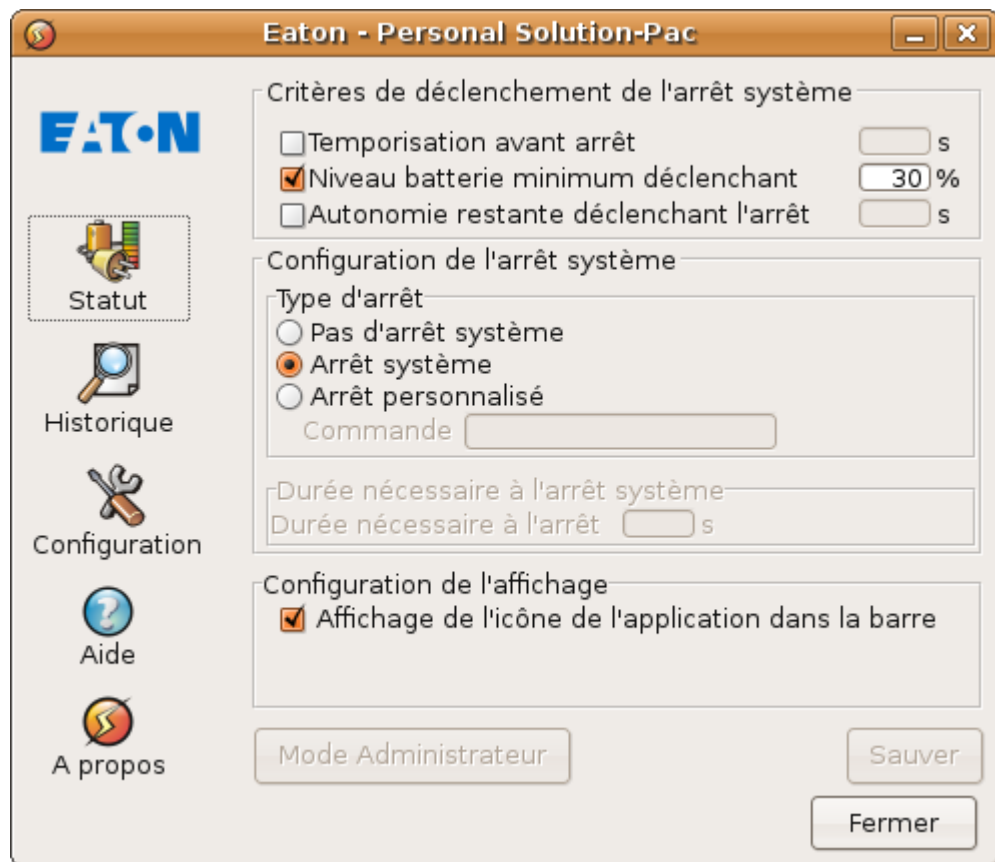 Eaton - Personal Solution-Pac
EATON
Statut
Historique
Configuration
Aide
A propos
Critères de déclenchement de l'arrêt système
Temporisation avant arrêt s
Niveau batterie minimum déclenchant 30 %
Autonomie restante déclenchant l'arrêt s
Configuration de l'arrêt système
Type d'arrêt
Pas d'arrêt système
Arrêt système
Arrêt personnalisé
Commande
Durée nécessaire à l'arrêt système
Durée nécessaire à l'arrêt s
Configuration de l'affichage
Affichage de l'icône de l'application dans la barre
Mode Administrateur
Sauver
Fermer